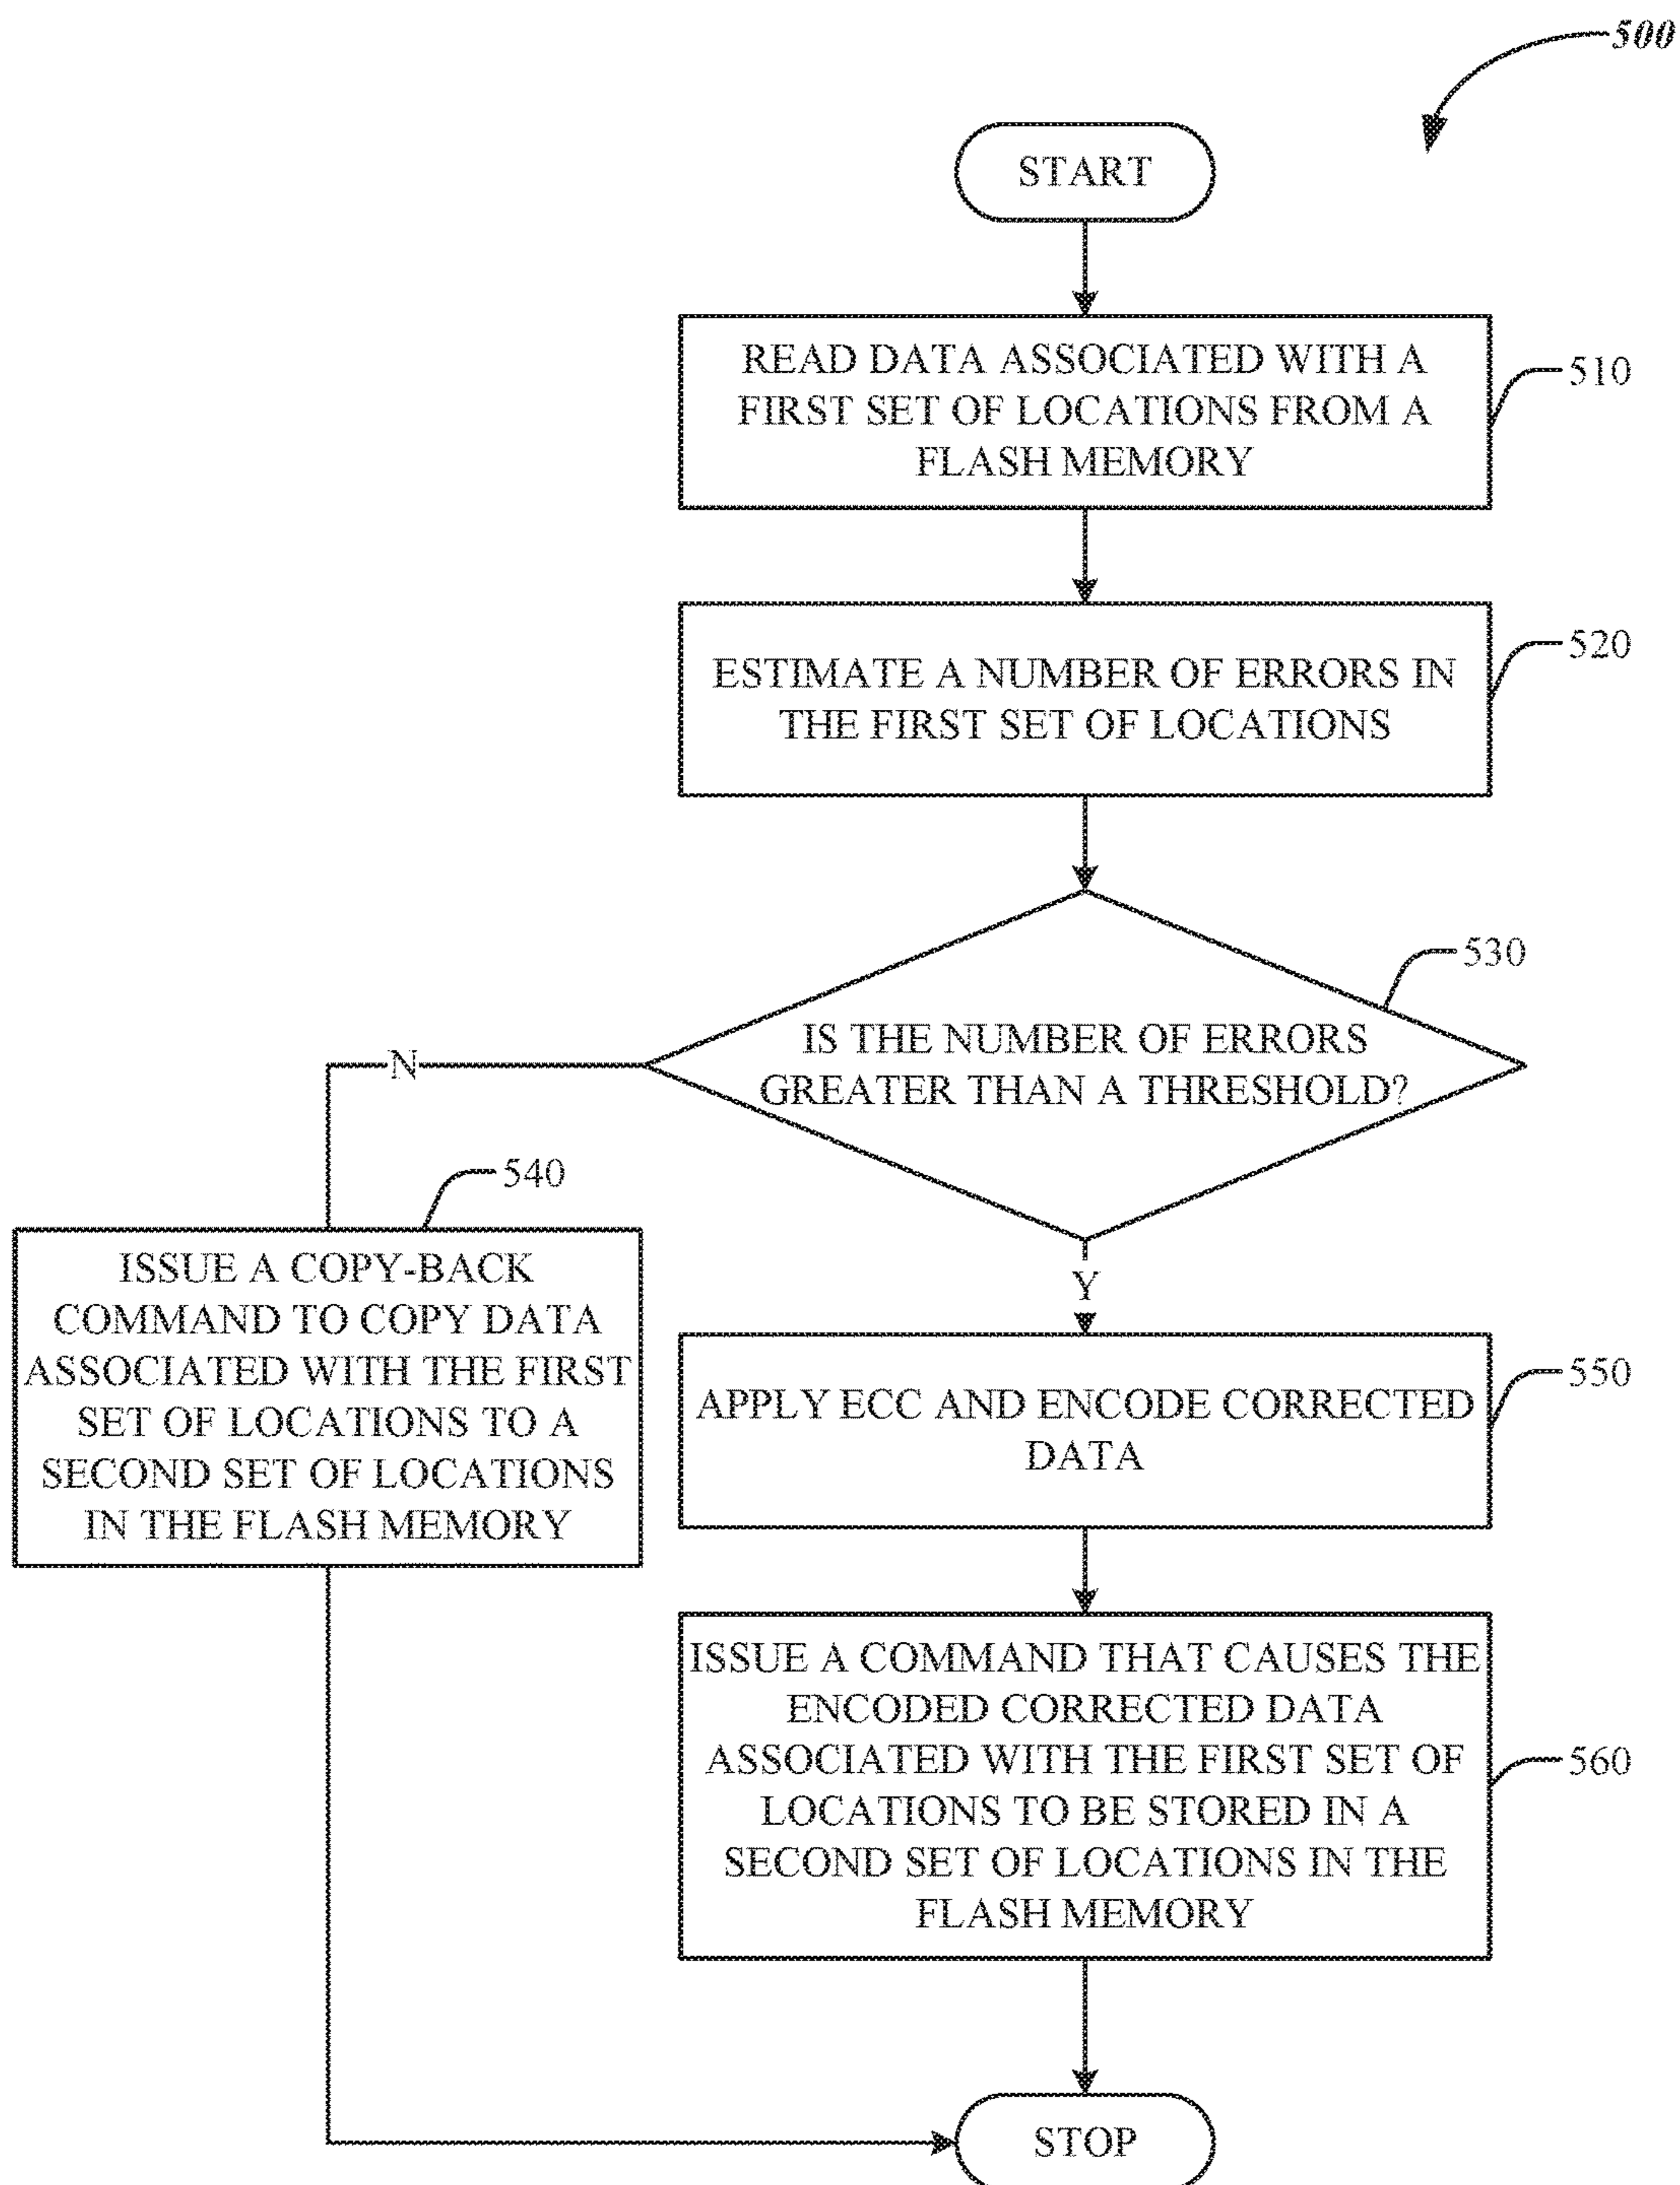 500
START
READ DATA ASSOCIATED WITH A
FIRST SET OF LOCATIONS FROM A
FLASH MEMORY
510
ESTIMATE A NUMBER OF ERRORS IN
THE FIRST SET OF LOCATIONS
520
530
IS THE NUMBER OF ERRORS
GREATER THAN A THRESHOLD?
N
Y
540
ISSUE A COPY-BACK
COMMAND TO COPY DATA
ASSOCIATED WITH THE FIRST
SET OF LOCATIONS TO A
SECOND SET OF LOCATIONS
IN THE FLASH MEMORY
APPLY ECC AND ENCODE CORRECTED
DATA
550
ISSUE A COMMAND THAT CAUSES THE
ENCODED CORRECTED DATA
ASSOCIATED WITH THE FIRST SET OF
LOCATIONS TO BE STORED IN A
SECOND SET OF LOCATIONS IN THE
FLASH MEMORY
560
STOP